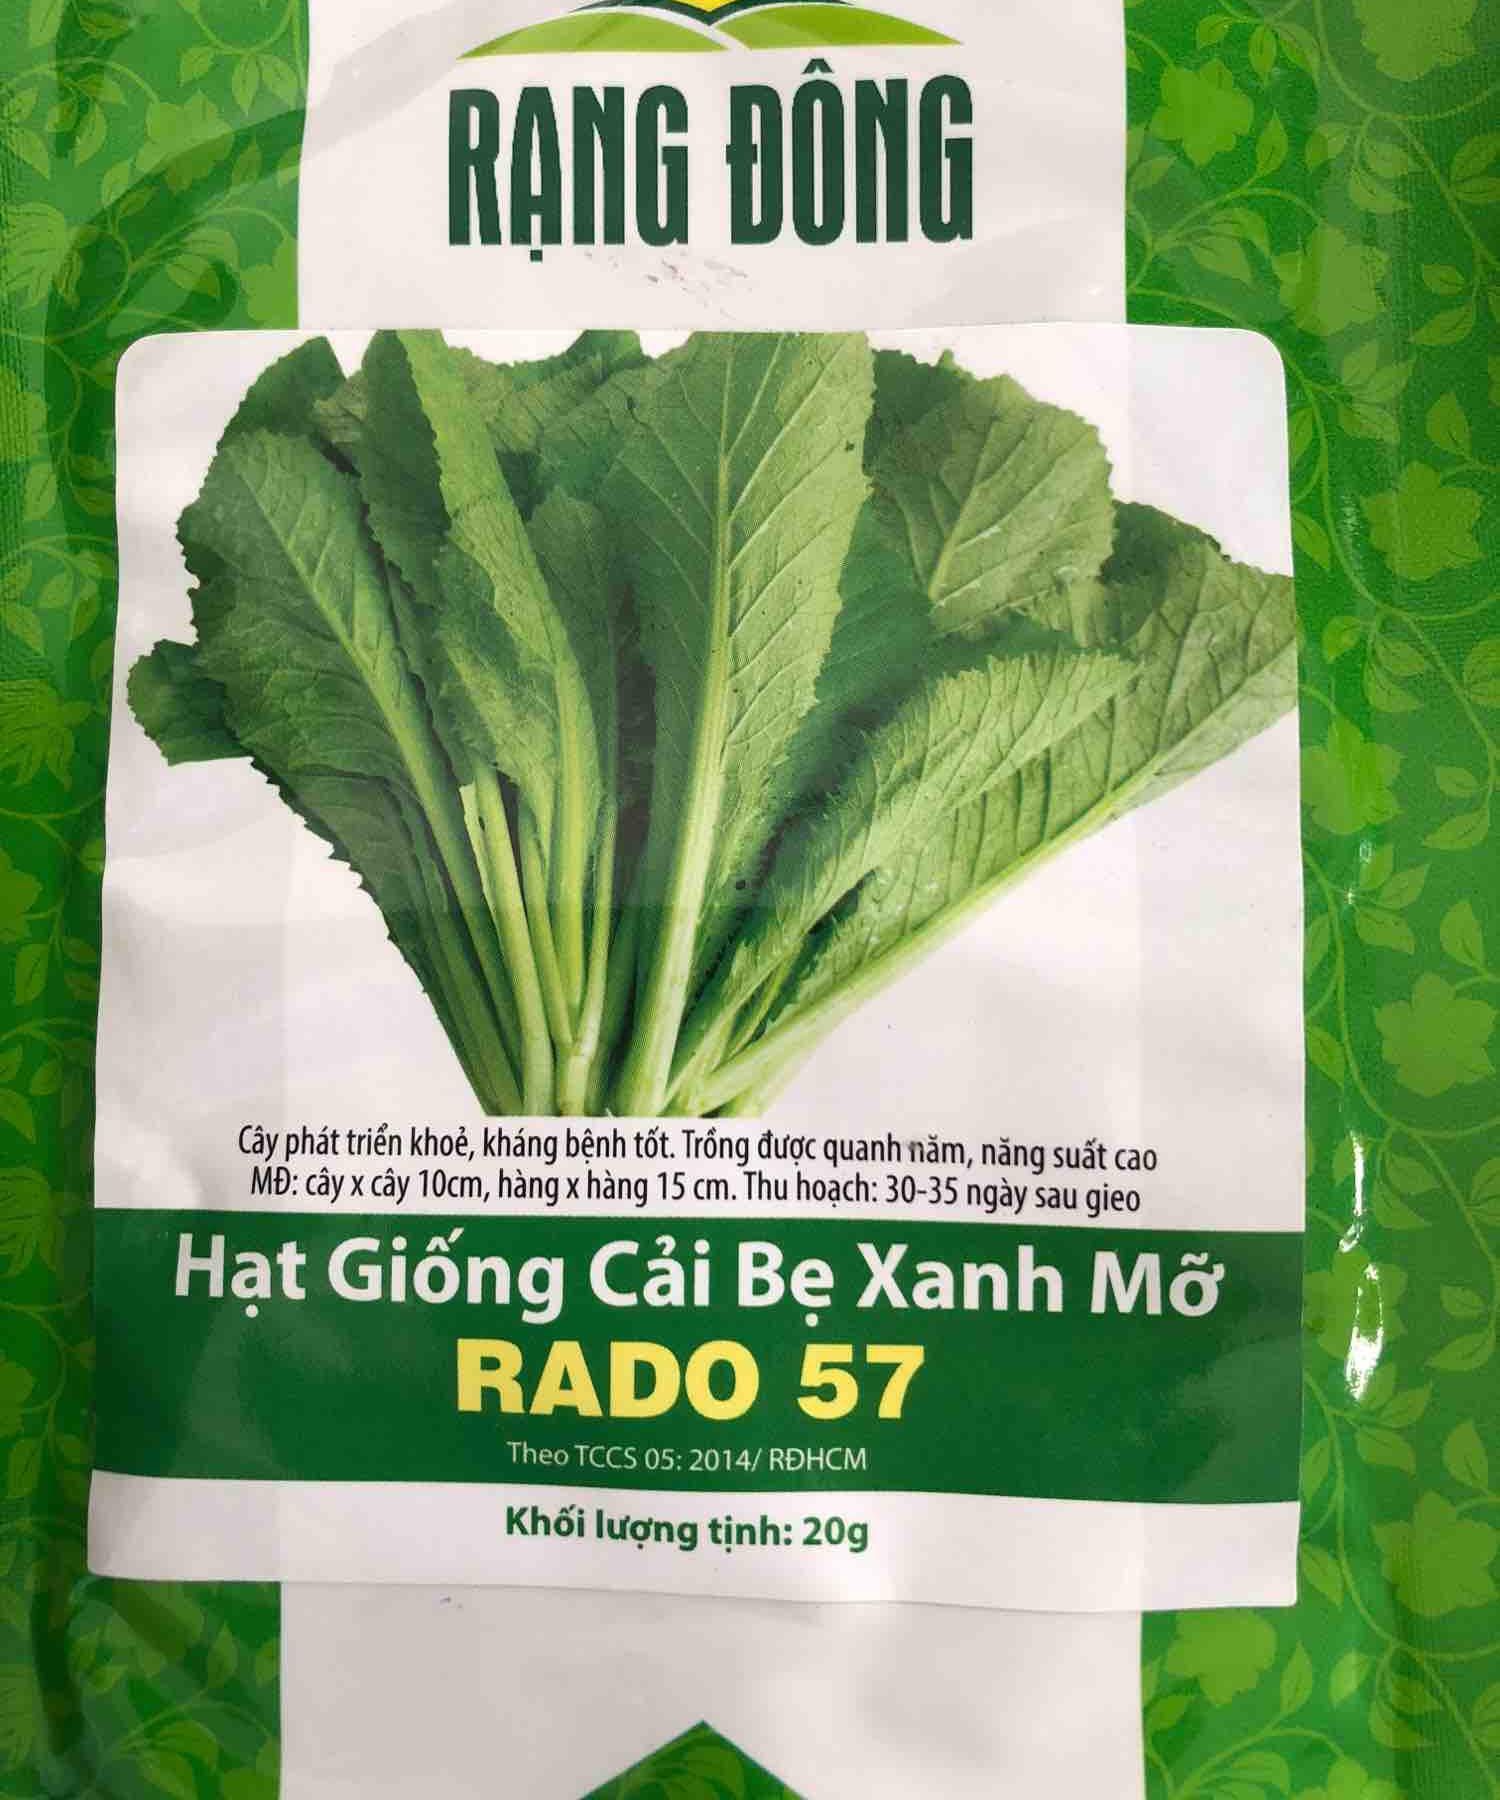 RẠNG ĐÔNG
Cây phát triển khoẻ, kháng bệnh tốt. Trồng được quanh năm, năng suất cao
MĐ: cây x cây 10cm, hàng x hàng 15 cm. Thu hoạch: 30-35 ngày sau gieo
Hạt Giống Cải Bẹ Xanh Mỡ
RADO 57
Theo TCCS 05: 2014/ RĐHCM
Khối lượng tịnh: 20g